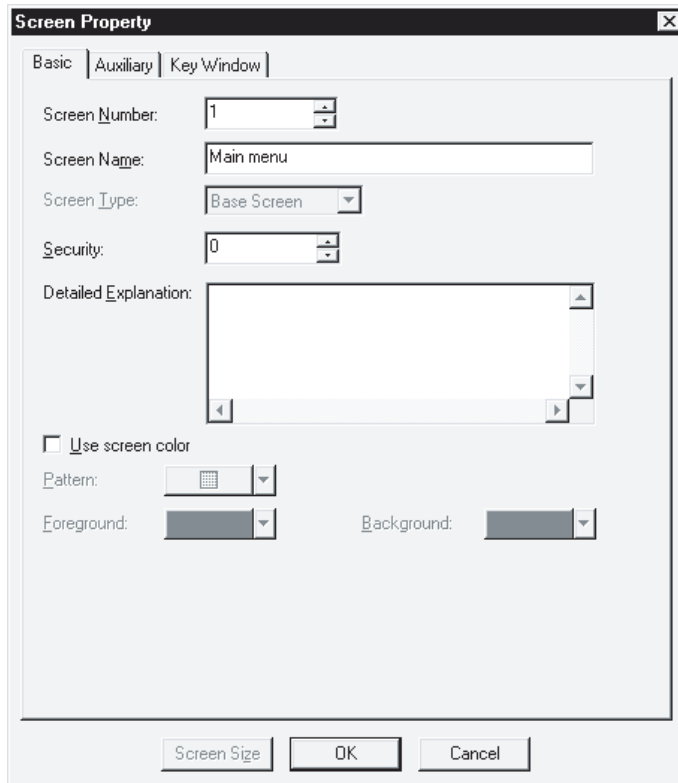 Screen Property
Basic Auxiliary Key Window
Screen Number: 1
Screen Name: Main menu
Screen Type: Base Screen
Security: 0
Detailed Explanation:
Use screen color
Pattern:
Foreground: Background:
Screen Size OK Cancel